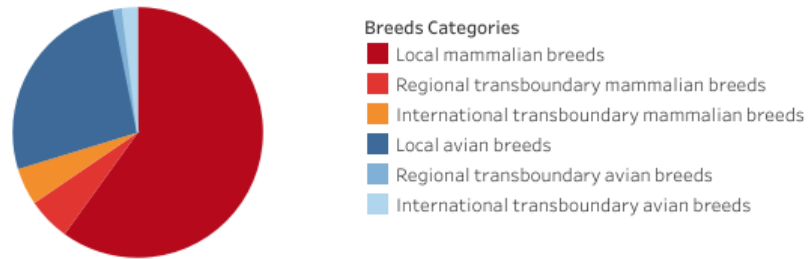 Breeds Categories
Local mammalian breeds
Regional transboundary mammalian breeds
International transboundary mammalian breeds
Local avian breeds
Regional transboundary avian breeds
International transboundary avian breeds